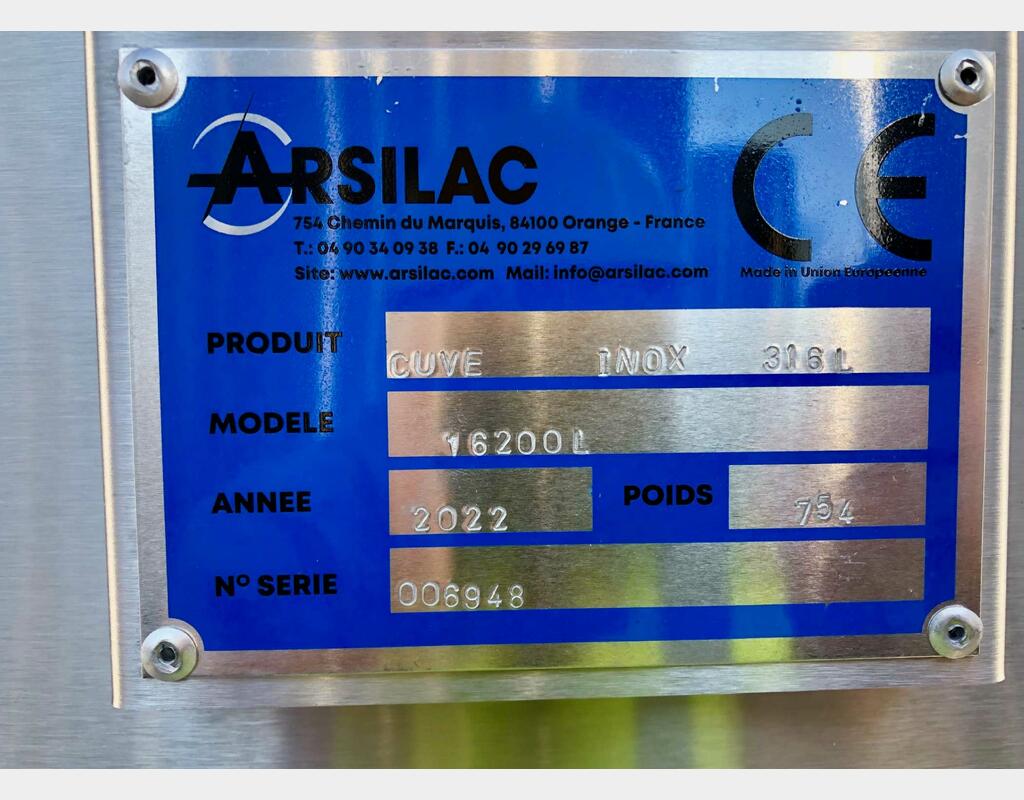 ARSILAC
754 Chemin du Marquis, 84100 Orange - France
T.: 04 90 34 09 38 F.: 04 90 29 69 87
Site: www.arsilac.com Mail: info@arsilac.com
CE
Made in Union Européenne
PRODUIT CUVE INOX 316L
MODELE 16200L
ANNEE 2022 POIDS 754
N° SERIE 006948